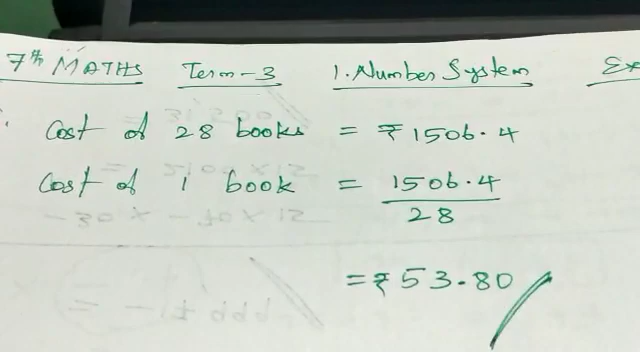 7th MATHS Term-3 1. Number System Ex
Cost of 28 books = ₹1506.4
Cost of 1 book = 1506.4
28
= ₹53.80